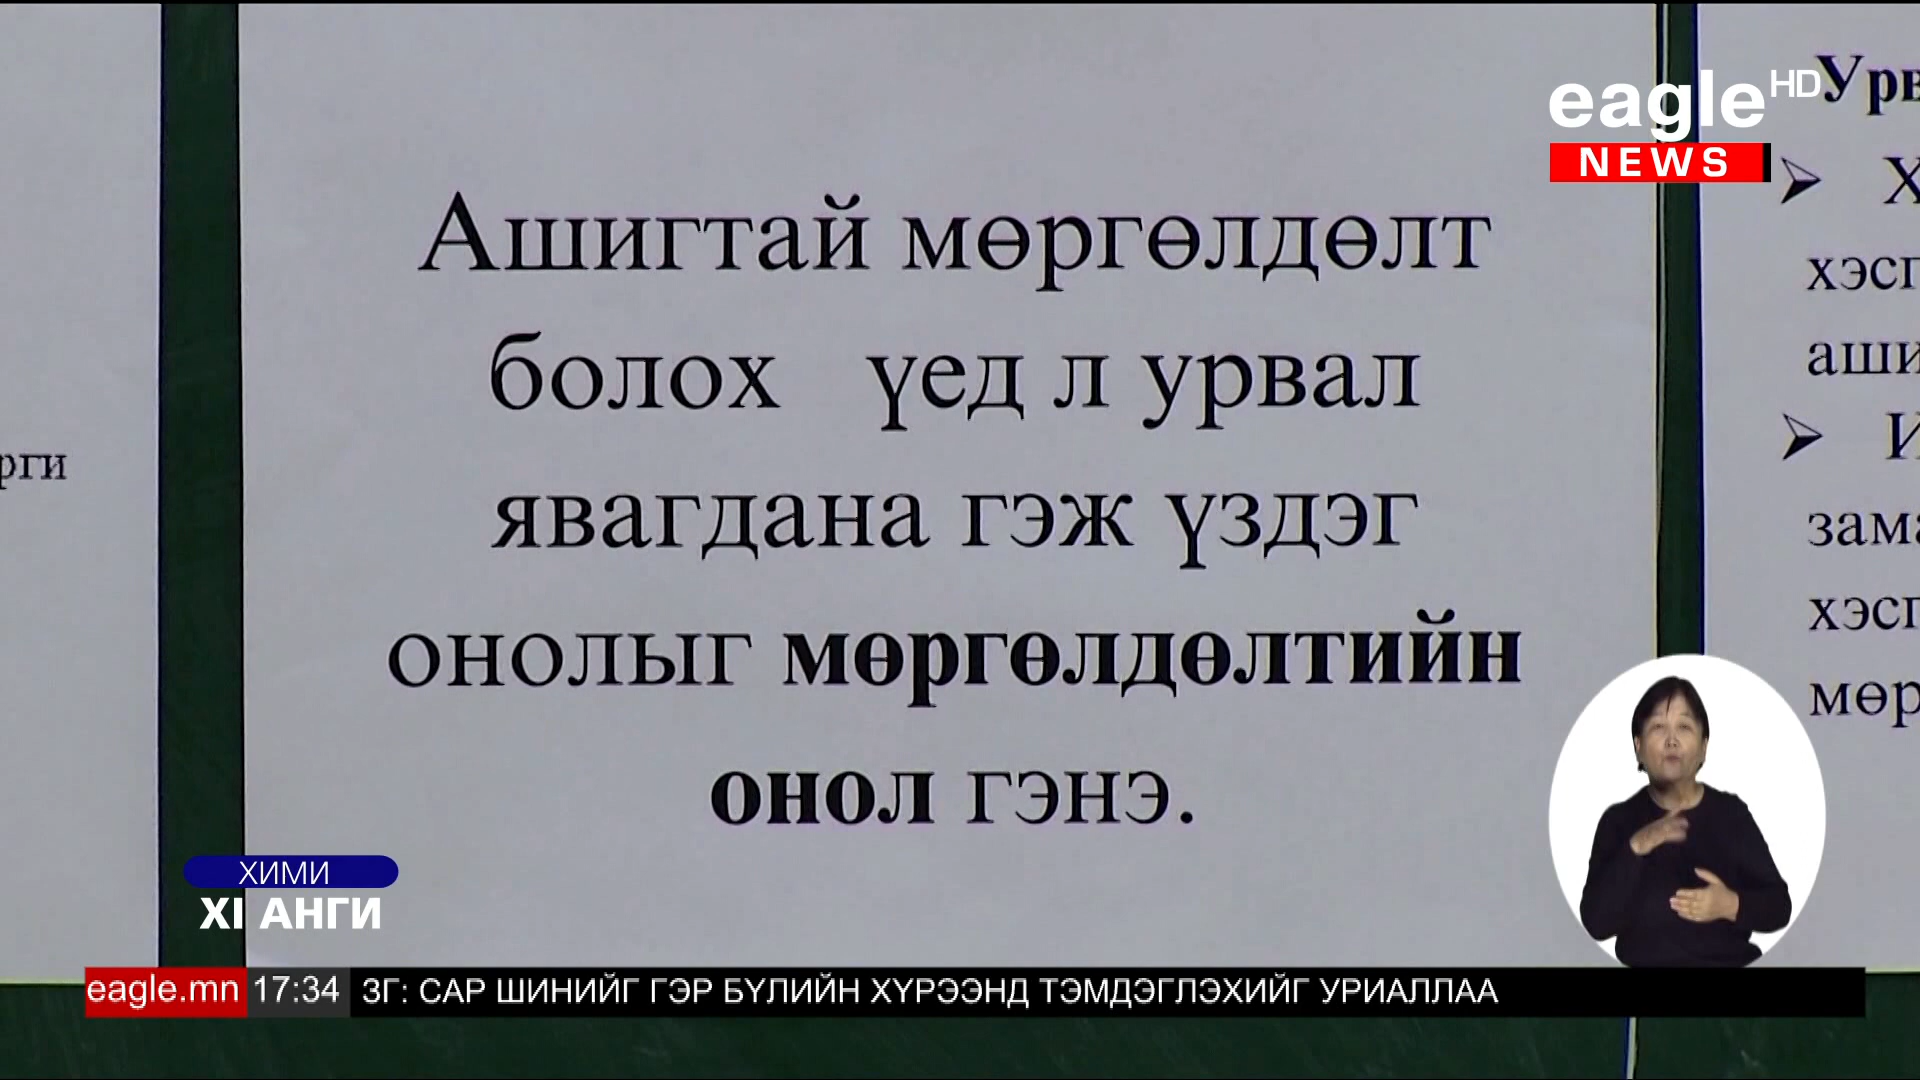 Ашигтай мөргөлдөлт
болох үед л урвал
явагдана гэж үздэг
онолыг мөргөлдөлтийн
онол гэнэ.
eagle HD
NEWS
ХИМИ
XI АНГИ
eagle.mn 17:34 ЗГ: САР ШИНИЙГ ГЭР БҮЛИЙН ХҮРЭЭНД ТЭМДЭГЛЭХИЙГ УРИАЛЛАА